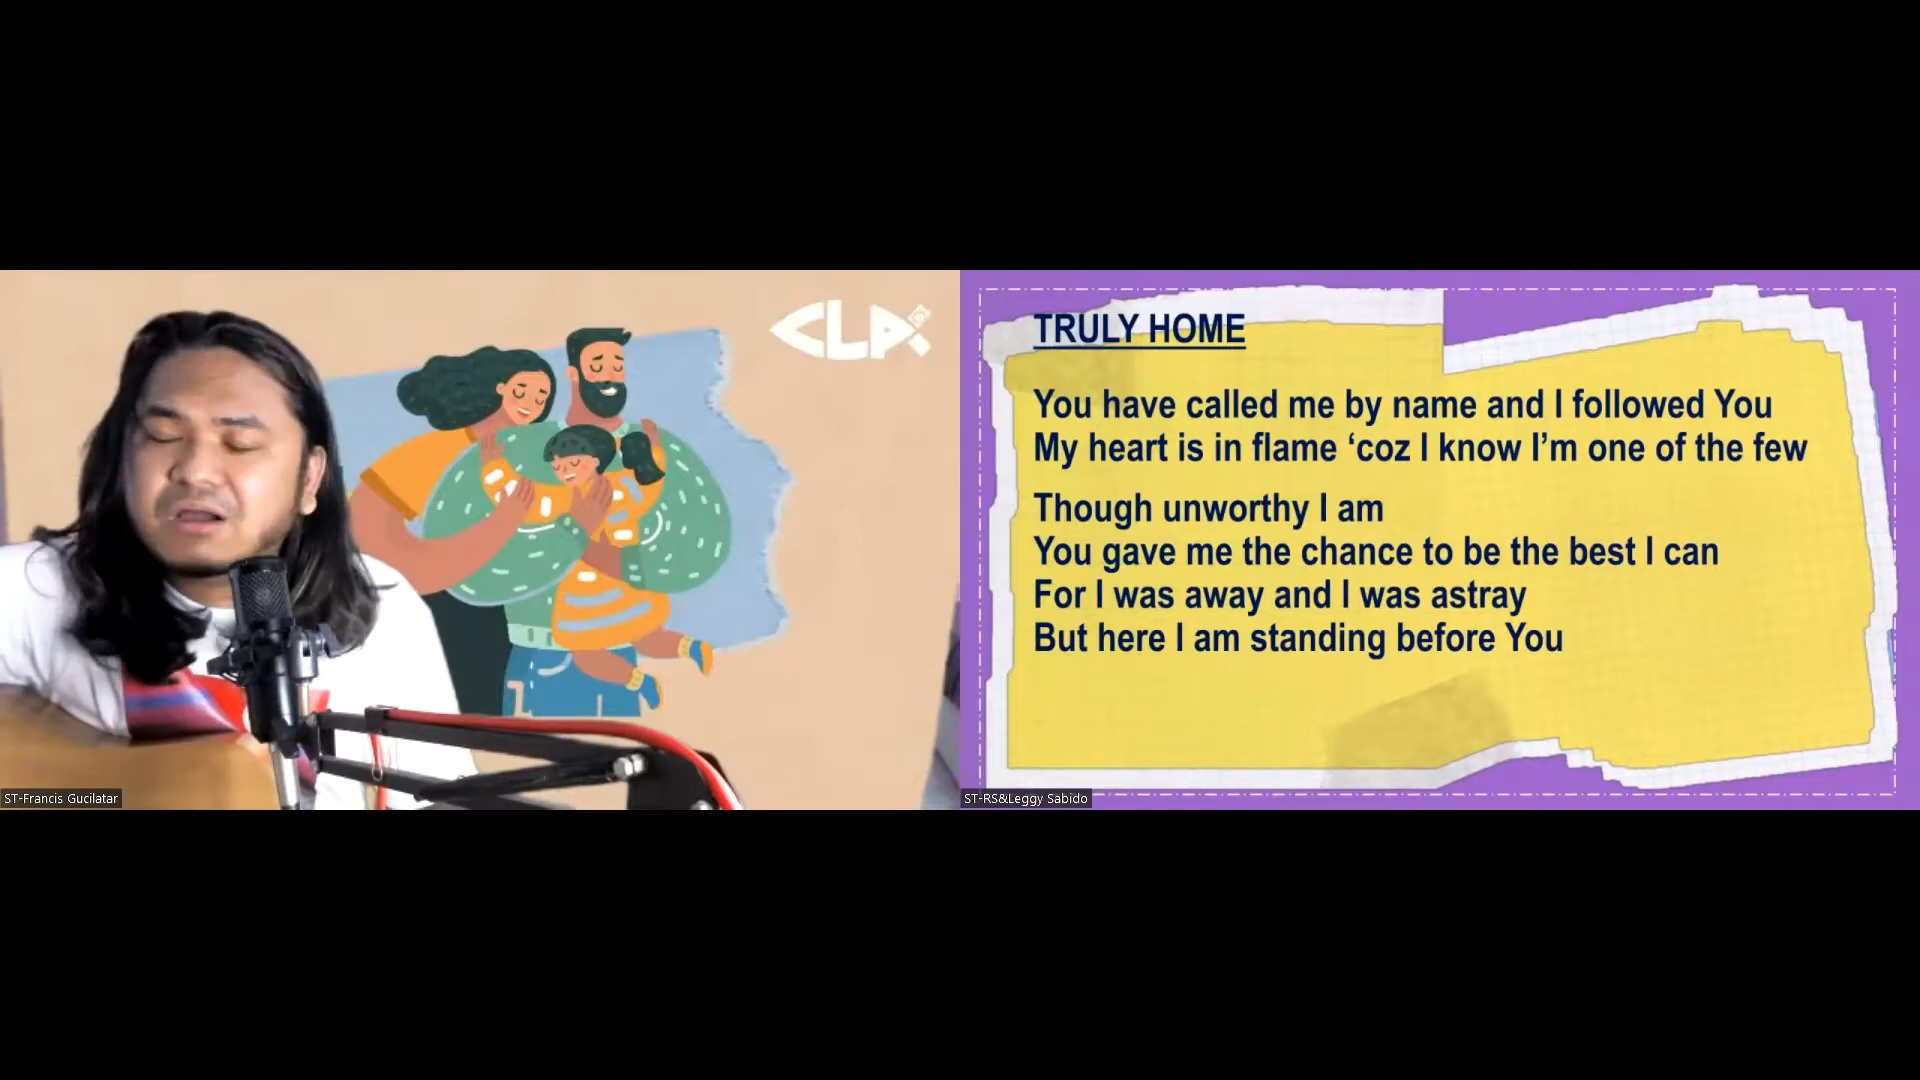 CLP
ST-Francis Gucilatar
TRULY HOME
You have called me by name and I followed You
My heart is in flame ‘coz I know I’m one of the few
Though unworthy I am
You gave me the chance to be the best I can
For I was away and I was astray
But here I am standing before You
ST-RS&Leggy Sabido